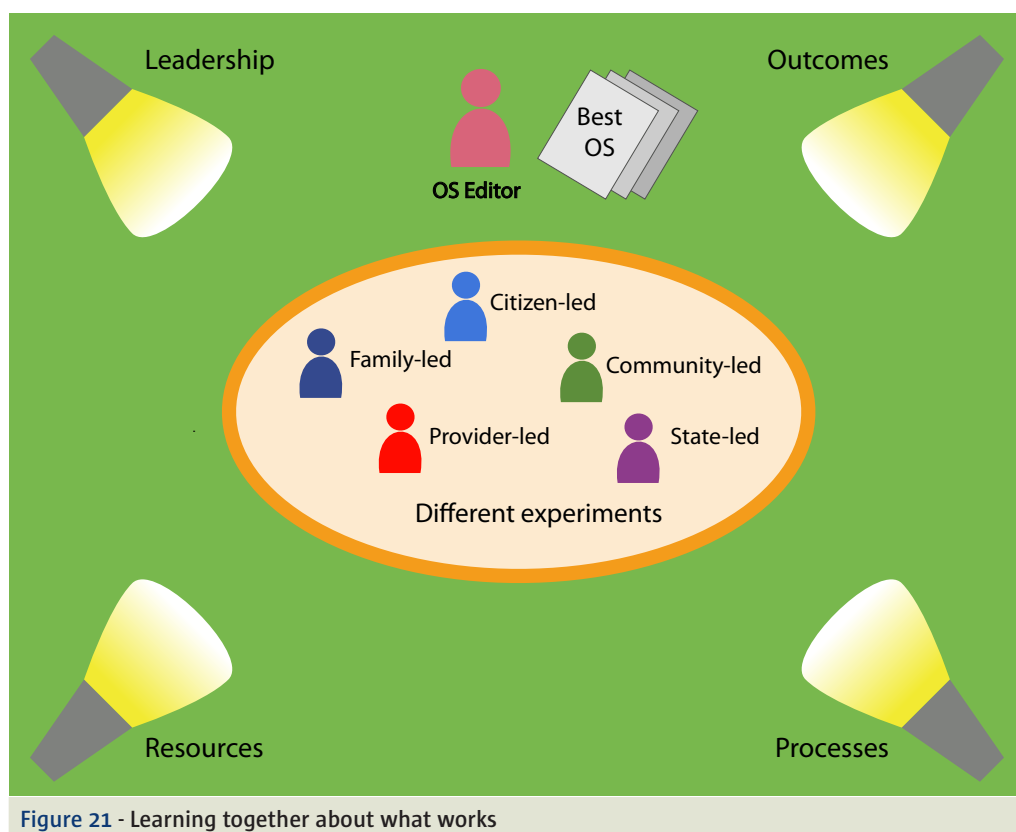 Leadership
Outcomes
Best
OS
OS Editor
Citizen-led
Family-led
Community-led
Provider-led
State-led
Different experiments
Resources
Processes
Figure 21 - Learning together about what works